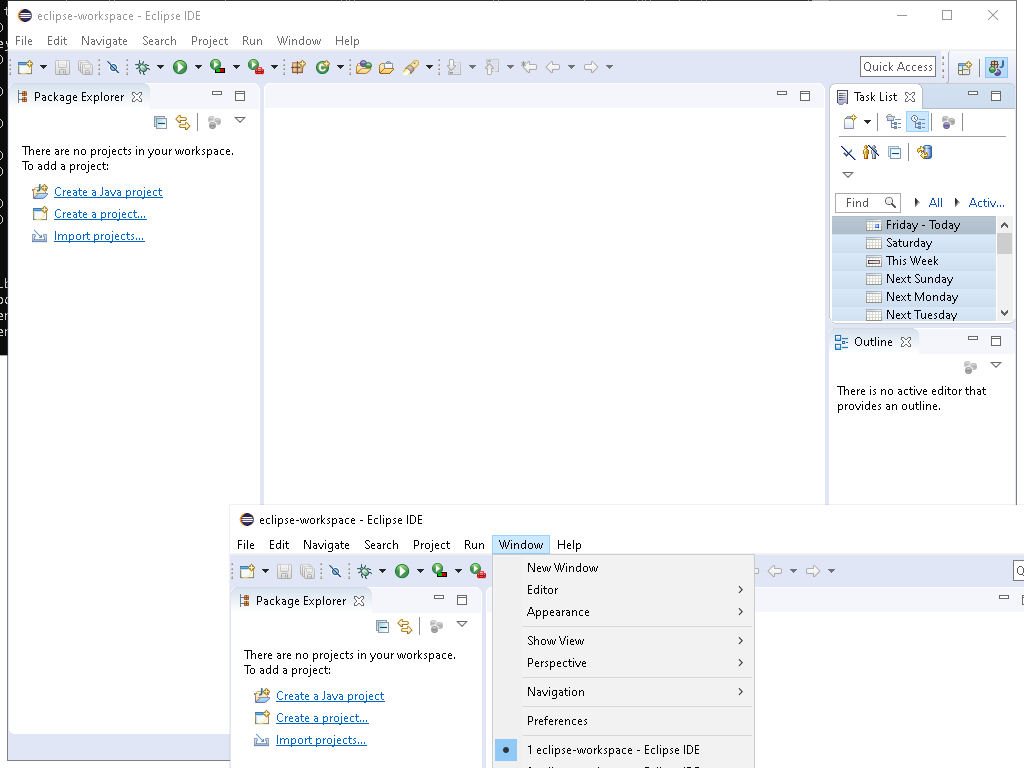 eclipse-workspace - Eclipse IDE
File Edit Navigate Search Project Run Window Help
Quick Access
Package Explorer
There are no projects in your workspace.
To add a project:
Create a Java project
Create a project...
Import projects...
Task List
Find All Activ...
Friday - Today
Saturday
This Week
Next Sunday
Next Monday
Next Tuesday
Outline
There is no active editor that
provides an outline.
eclipse-workspace - Eclipse IDE
File Edit Navigate Search Project Run Window Help
Package Explorer
There are no projects in your workspace.
To add a project:
Create a Java project
Create a project...
Import projects...
New Window
Editor
Appearance
Show View
Perspective
Navigation
Preferences
1 eclipse-workspace - Eclipse IDE